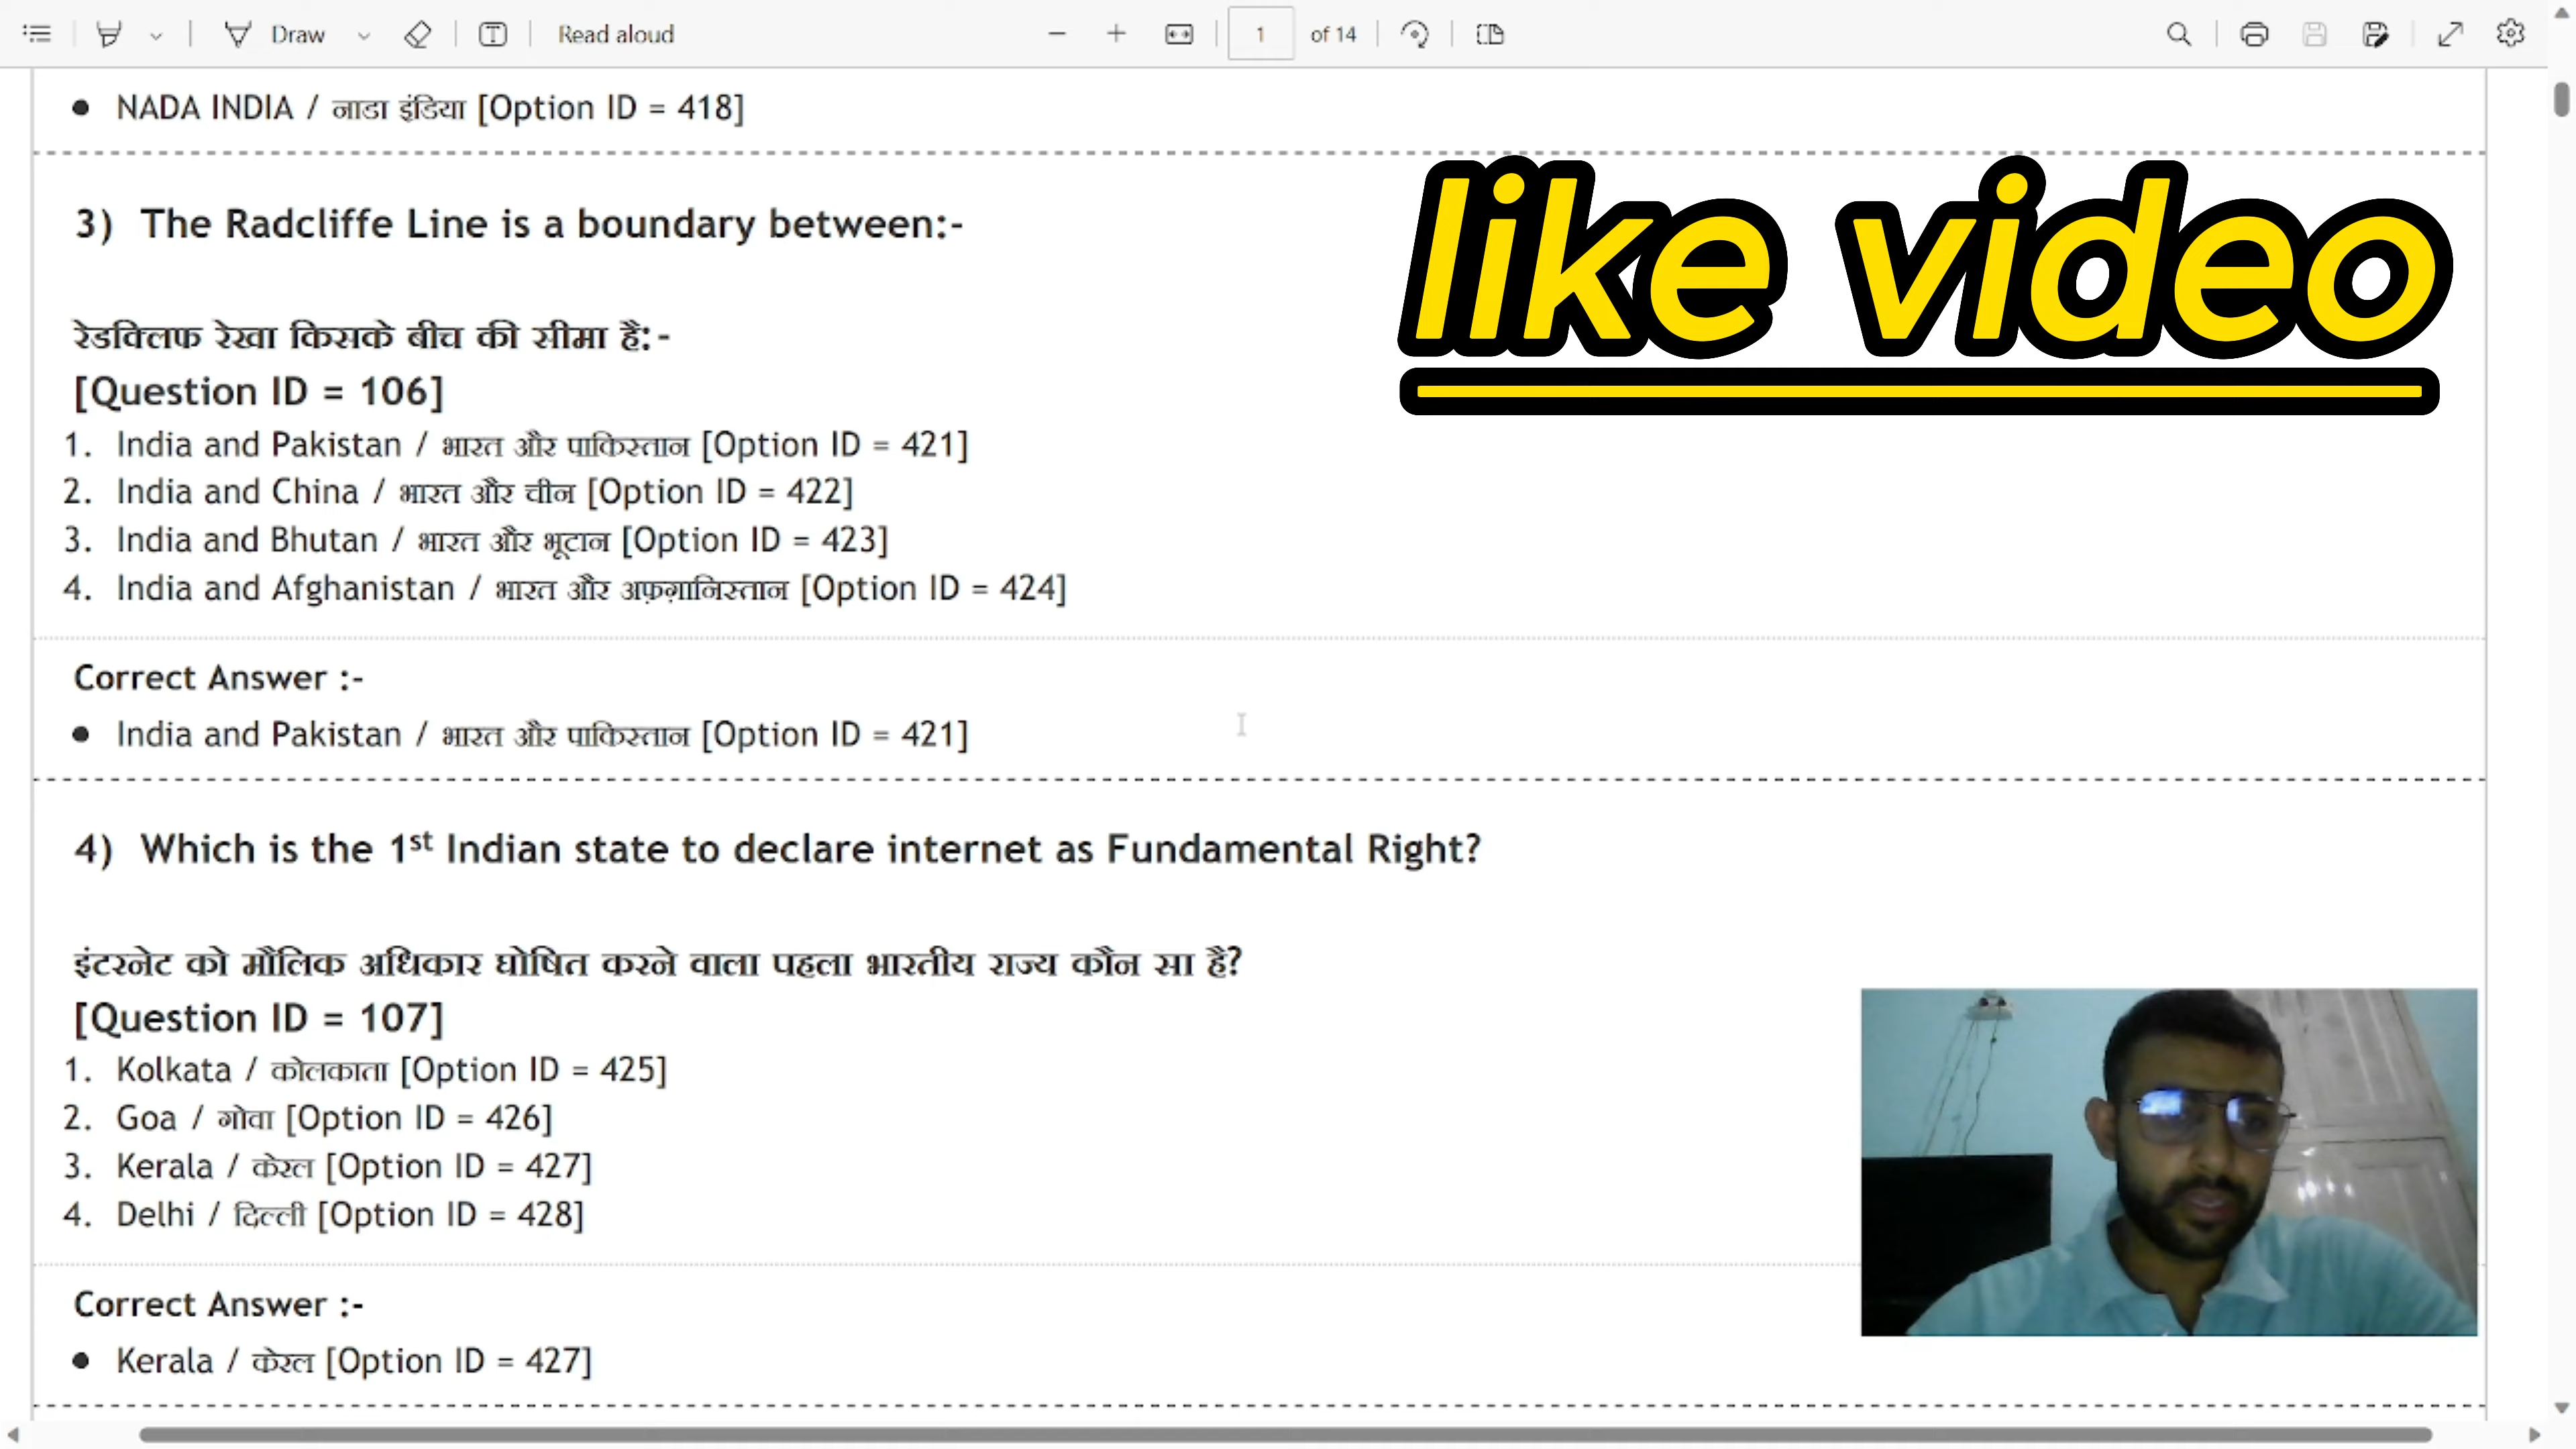 Draw
Read aloud
1 of 14
NADA INDIA / नाडा इंडिया [Option ID = 418]
like video
3) The Radcliffe Line is a boundary between:-
रेडक्लिफ रेखा किसके बीच की सीमा है:-
[Question ID = 106]
1. India and Pakistan / भारत और पाकिस्तान [Option ID = 421]
2. India and China / भारत और चीन [Option ID = 422]
3. India and Bhutan / भारत और भूटान [Option ID = 423]
4. India and Afghanistan / भारत और अफ़ग़ानिस्तान [Option ID = 424]
Correct Answer :-
India and Pakistan / भारत और पाकिस्तान [Option ID = 421]
4) Which is the 1st Indian state to declare internet as Fundamental Right?
इंटरनेट को मौलिक अधिकार घोषित करने वाला पहला भारतीय राज्य कौन सा है?
[Question ID = 107]
1. Kolkata / कोलकाता [Option ID = 425]
2. Goa / गोवा [Option ID = 426]
3. Kerala / केरल [Option ID = 427]
4. Delhi / दिल्ली [Option ID = 428]
Correct Answer :-
Kerala / केरल [Option ID = 427]